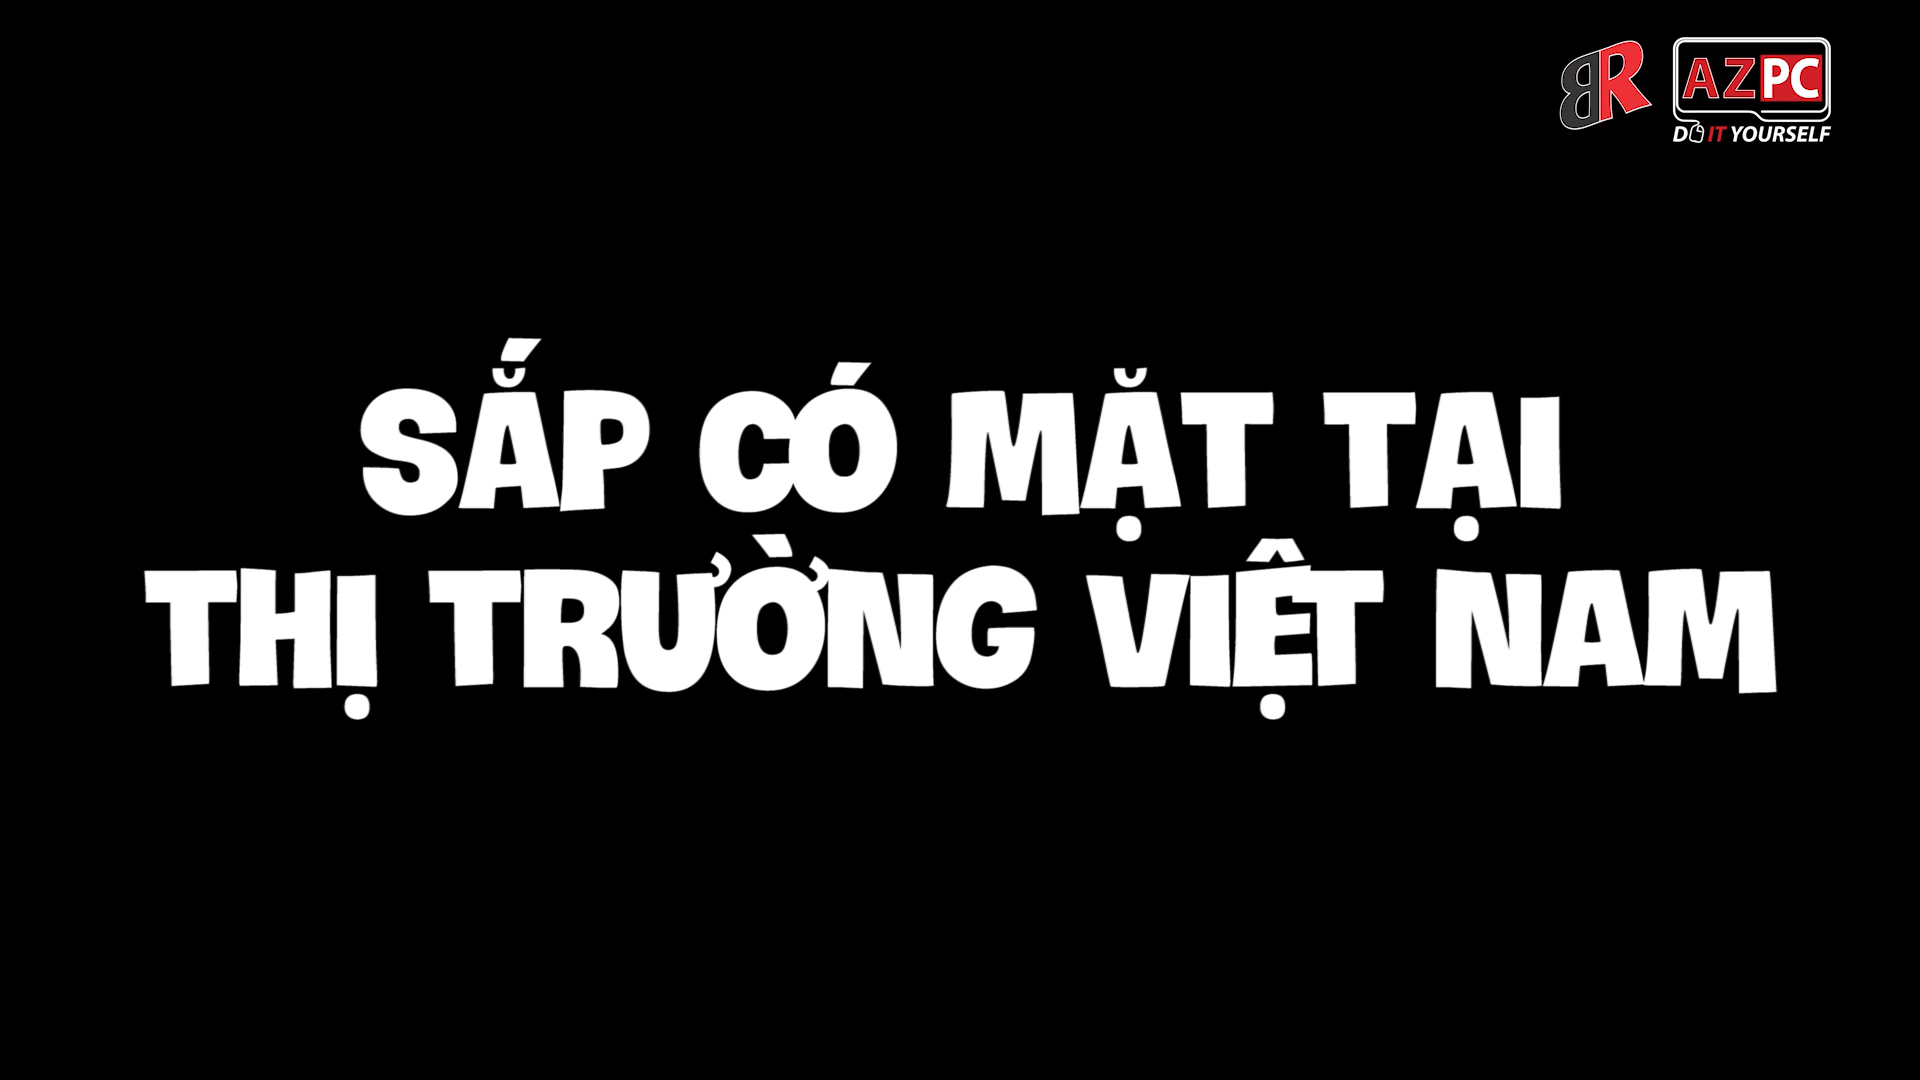 BR
AZPC
DO IT YOURSELF
SẮP CÓ MẶT TẠI
THỊ TRƯỜNG VIỆT NAM